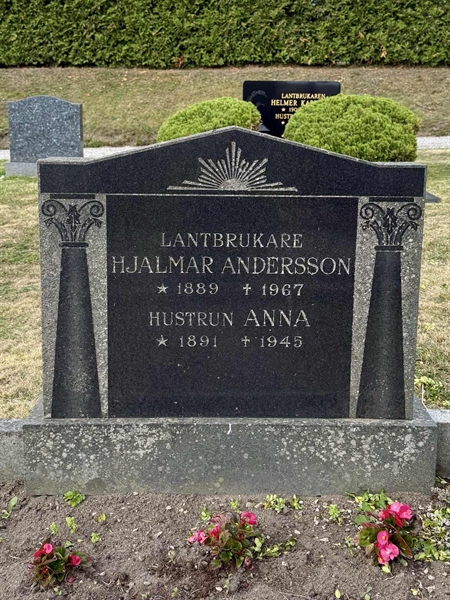 LANTBRUKAREN
HELMER
LANTBRUKARE
HJALMAR ANDERSSON
★ 1889 ✝ 1967
HUSTRUN ANNA
★ 1891 ✝ 1945